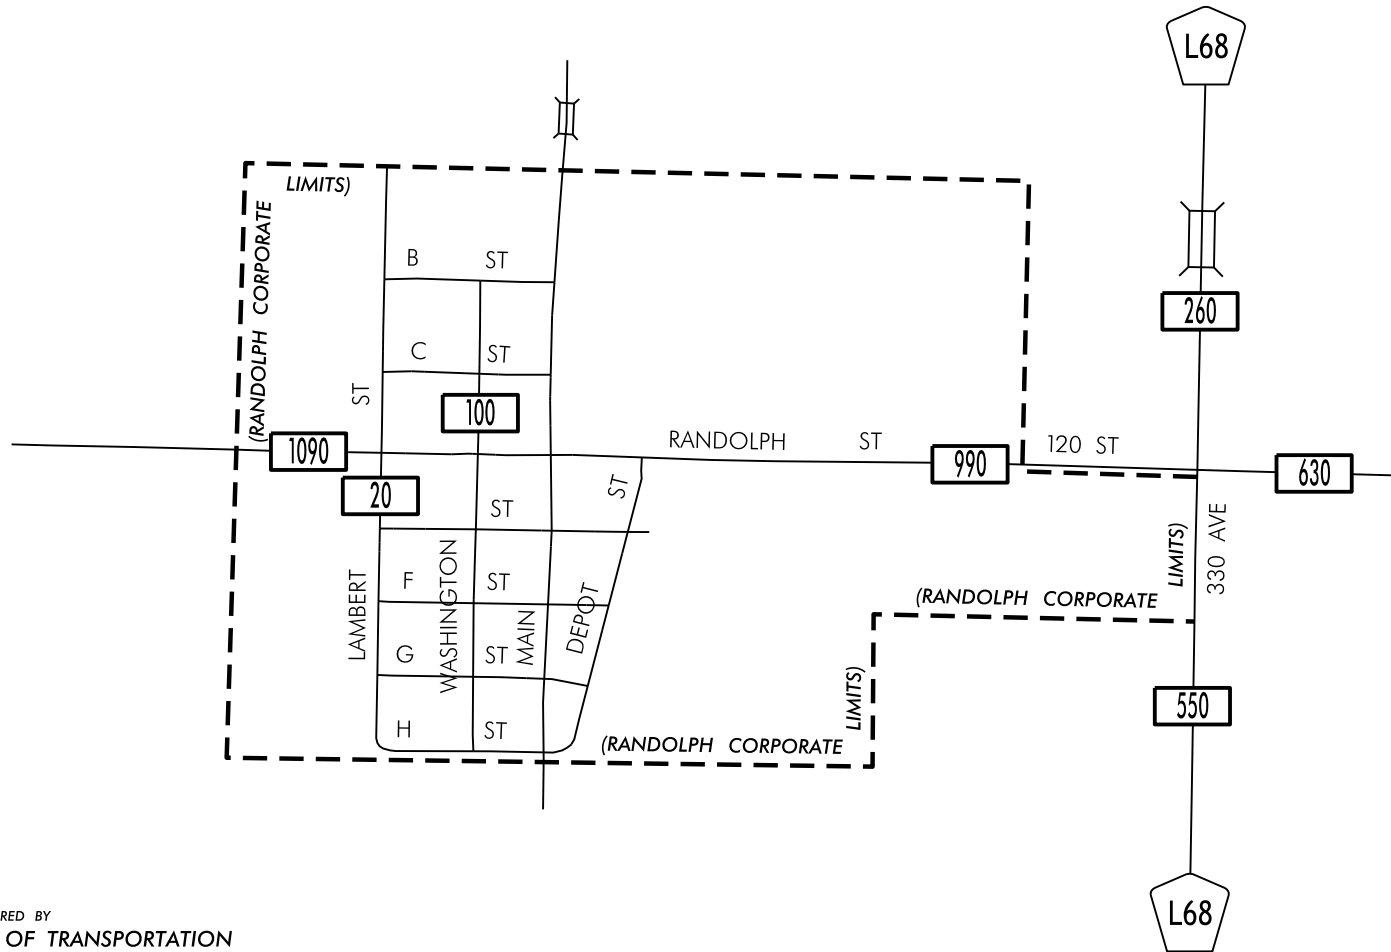 L68
LIMITS)
(RANDOLPH CORPORATE
B ST
260
C ST
ST
100
RANDOLPH ST
120 ST
1090
990
630
20
ST
ST
330 AVE
LIMITS)
F ST
WASHINGTON
LAMBERT
DEPOT
MAIN
(RANDOLPH CORPORATE
G ST
LIMITS)
550
H ST
(RANDOLPH CORPORATE
L68
RED BY
OF TRANSPORTATION